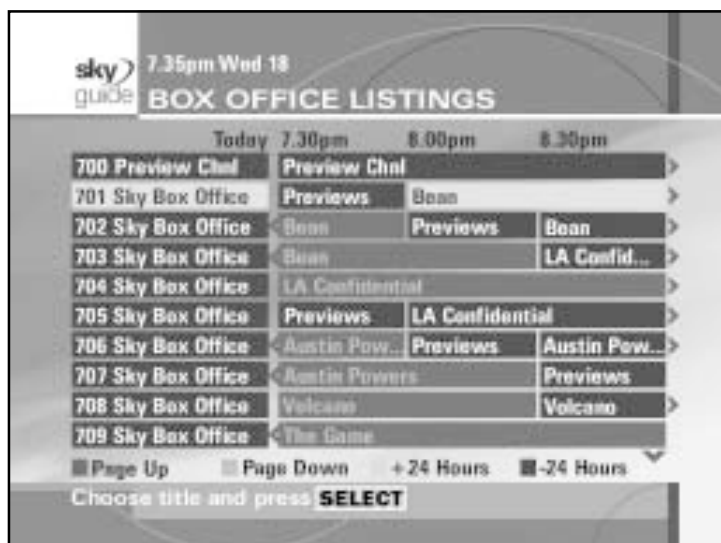 sky
guide
7.35pm Wed 18
BOX OFFICE LISTINGS
Today 7.30pm 8.00pm 8.30pm
700 Preview Chnl Preview Chnl
701 Sky Box Office Previews Bean
702 Sky Box Office Bean Previews Bean
703 Sky Box Office Bean LA Confid...
704 Sky Box Office LA Confidential
705 Sky Box Office Previews LA Confidential
706 Sky Box Office Austin Pow... Previews Austin Pow...
707 Sky Box Office Austin Powers Previews
708 Sky Box Office Volcano Volcano
709 Sky Box Office The Game
Page Up Page Down +24 Hours -24 Hours
Choose title and press SELECT